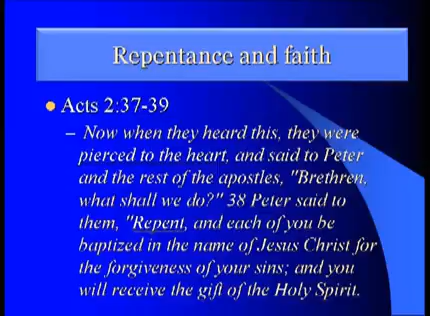 Repentance and faith
Acts 2:37-39
– Now when they heard this, they were
pierced to the heart, and said to Peter
and the rest of the apostles, "Brethren,
what shall we do?" 38 Peter said to
them, "Repent, and each of you be
baptized in the name of Jesus Christ for
the forgiveness of your sins; and you
will receive the gift of the Holy Spirit.